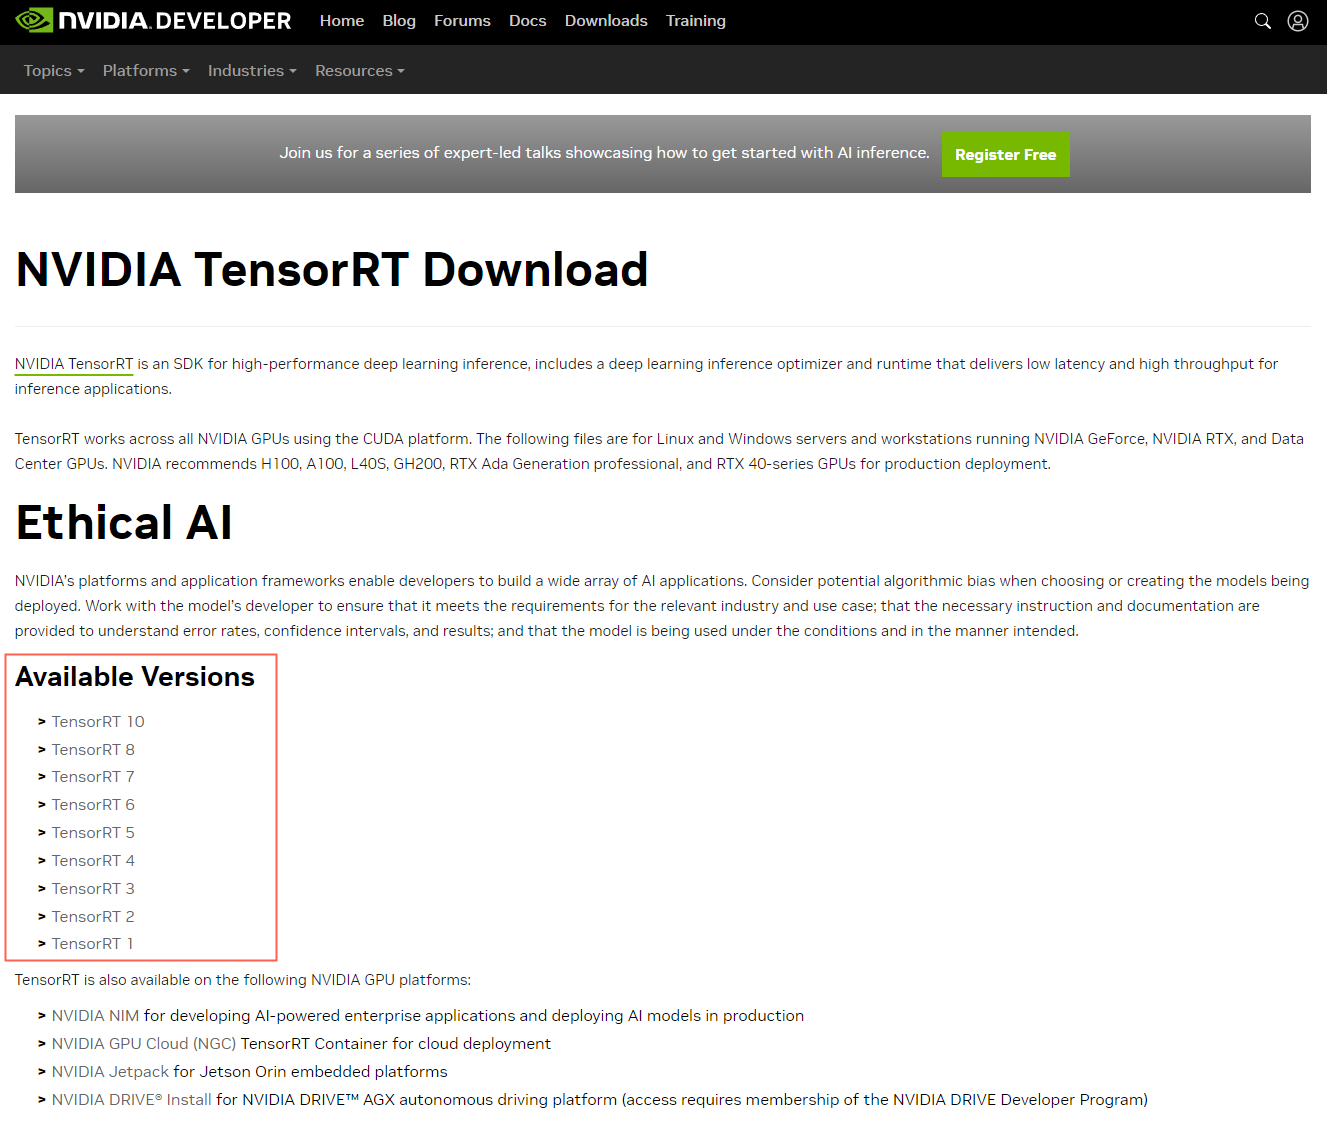 NVIDIA. DEVELOPER Home Blog Forums Docs Downloads Training
Topics Platforms Industries Resources
Join us for a series of expert-led talks showcasing how to get started with AI inference. Register Free
NVIDIA TensorRT Download
NVIDIA TensorRT is an SDK for high-performance deep learning inference, includes a deep learning inference optimizer and runtime that delivers low latency and high throughput for
inference applications.
TensorRT works across all NVIDIA GPUs using the CUDA platform. The following files are for Linux and Windows servers and workstations running NVIDIA GeForce, NVIDIA RTX, and Data
Center GPUs. NVIDIA recommends H100, A100, L40S, GH200, RTX Ada Generation professional, and RTX 40-series GPUs for production deployment.
Ethical AI
NVIDIA's platforms and application frameworks enable developers to build a wide array of AI applications. Consider potential algorithmic bias when choosing or creating the models being
deployed. Work with the model's developer to ensure that it meets the requirements for the relevant industry and use case; that the necessary instruction and documentation are
provided to understand error rates, confidence intervals, and results; and that the model is being used under the conditions and in the manner intended.
Available Versions
> TensorRT 10
> TensorRT 8
> TensorRT 7
> TensorRT 6
> TensorRT 5
> TensorRT 4
> TensorRT 3
> TensorRT 2
> TensorRT 1
TensorRT is also available on the following NVIDIA GPU platforms:
> NVIDIA NIM for developing AI-powered enterprise applications and deploying AI models in production
> NVIDIA GPU Cloud (NGC) TensorRT Container for cloud deployment
> NVIDIA Jetpack for Jetson Orin embedded platforms
> NVIDIA DRIVE® Install for NVIDIA DRIVE™ AGX autonomous driving platform (access requires membership of the NVIDIA DRIVE Developer Program)